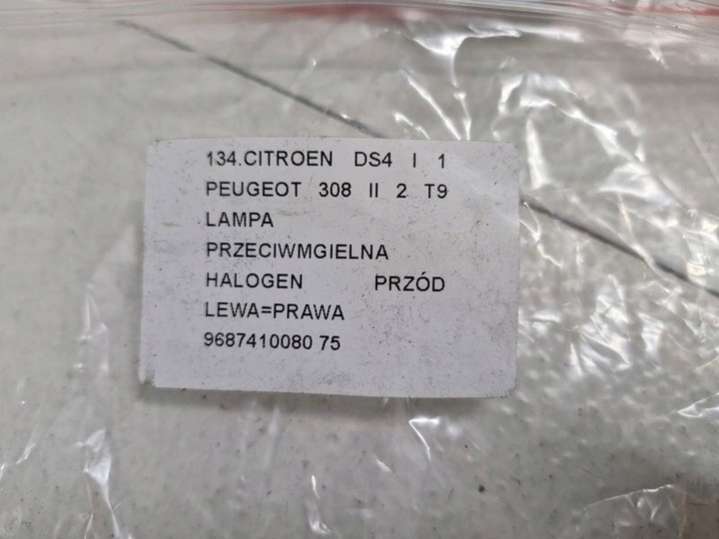 134.CITROEN DS4 I 1
PEUGEOT 308 II 2 T9
LAMPA
PRZECIWMGIELNA
HALOGEN PRZÓD
LEWA=PRAWA
9687410080 75